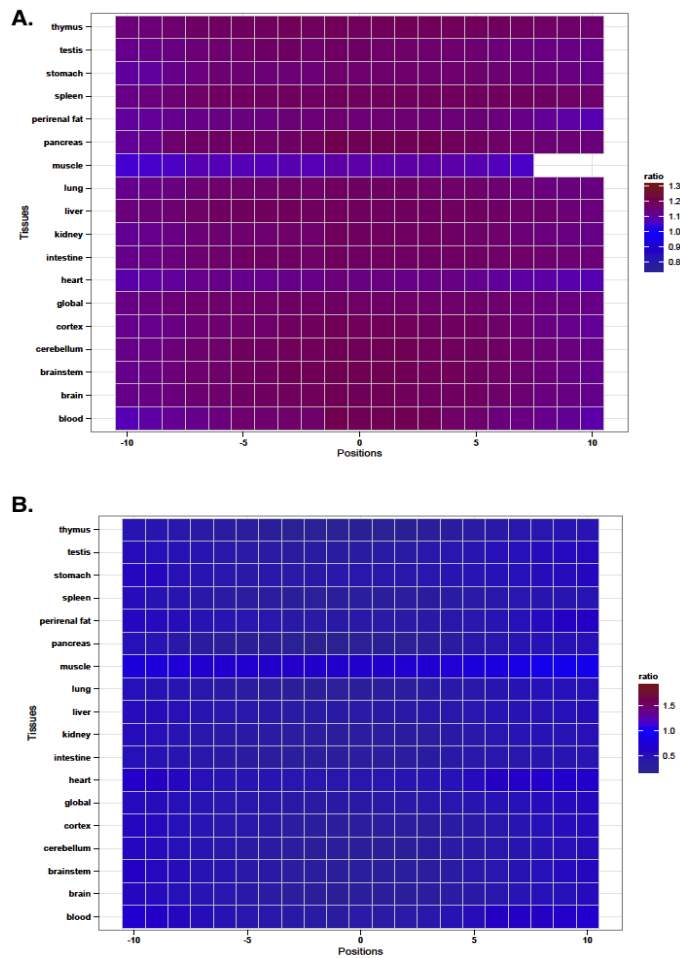 A.
thymus
testis
stomach
spleen
perirenal fat
pancreas
muscle
lung
liver
kidney
intestine
heart
global
cortex
cerebellum
brainstem
brain
blood
Tissues
-10 -5 0 5 10
Positions
ratio
1.3
1.2
1.1
1.0
0.9
0.8
B.
thymus
testis
stomach
spleen
perirenal fat
pancreas
muscle
lung
liver
kidney
intestine
heart
global
cortex
cerebellum
brainstem
brain
blood
Tissues
-10 -5 0 5 10
Positions
ratio
1.5
1.0
0.5